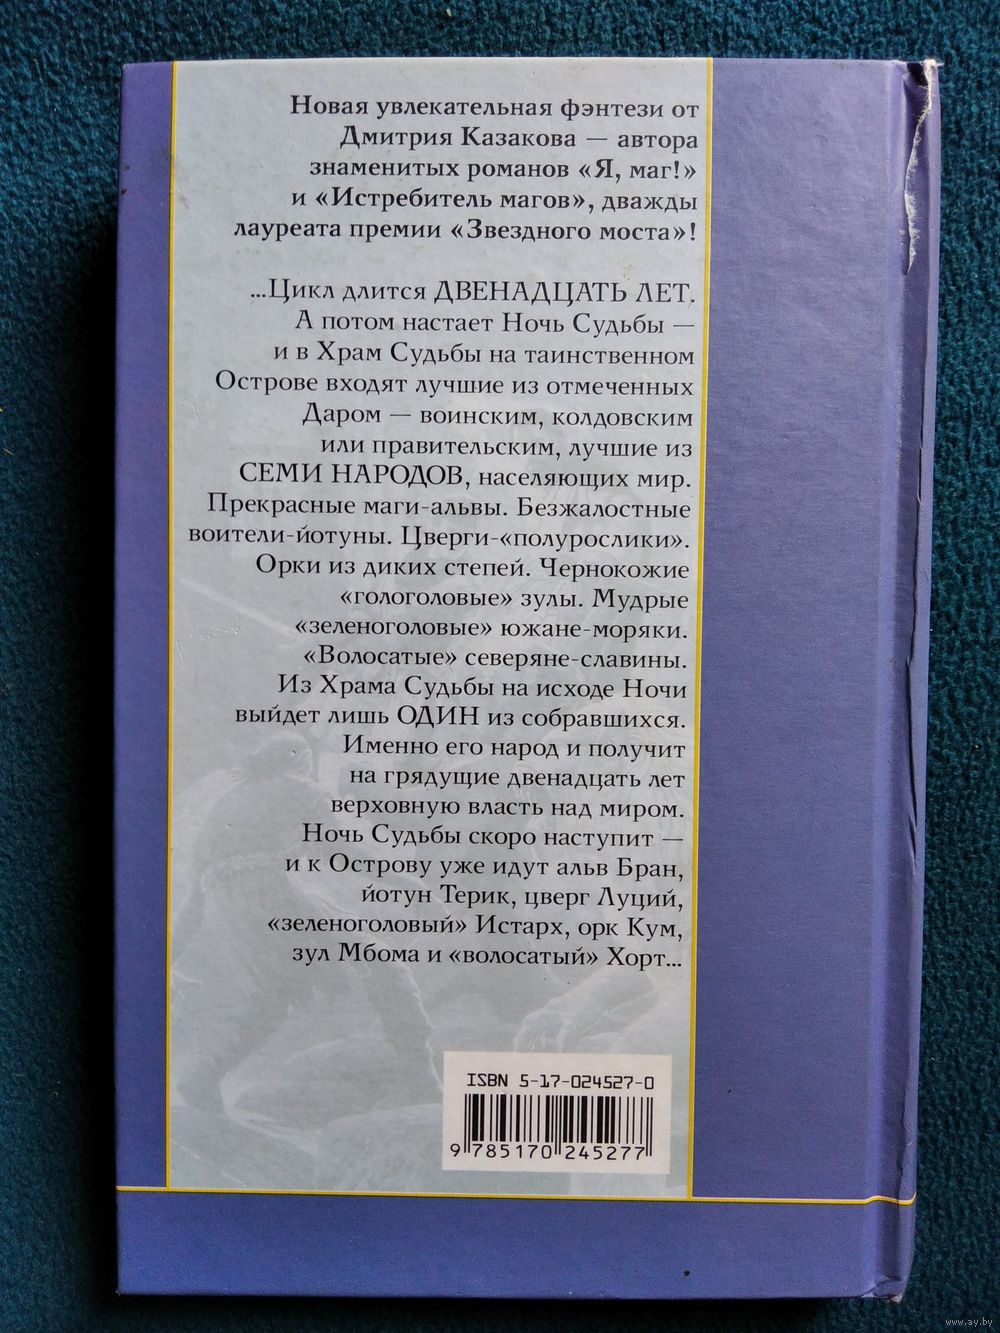 Новая увлекательная фэнтези от
Дмитрия Казакова — автора
знаменитых романов «Я, маг!»
и «Истребитель магов», дважды
лауреата премии «Звездного моста»!
...Цикл длится ДВЕНАДЦАТЬ ЛЕТ.
А потом настает Ночь Судьбы —
и в Храм Судьбы на таинственном
Острове входят лучшие из отмеченных
Даром — воинским, колдовским
или правительским, лучшие из
СЕМИ НАРОДОВ, населяющих мир.
Прекрасные маги-альвы. Безжалостные
воители-йотуны. Цверги-«полурослики».
Орки из диких степей. Чернокожие
«гологоловые» зулы. Мудрые
«зеленоголовые» южане-моряки.
«Волосатые» северяне-славины.
Из Храма Судьбы на исходе Ночи
выйдет лишь ОДИН из собравшихся.
Именно его народ и получит
на грядущие двенадцать лет
верховную власть над миром.
Ночь Судьбы скоро наступит —
и к Острову уже идут альв Бран,
йотун Терик, цверг Луций,
«зеленоголовый» Истарх, орк Кум,
зул Мбома и «волосатый» Хорт...
ISBN 5-17-024527-0
9 785170 245277
www.ay.by